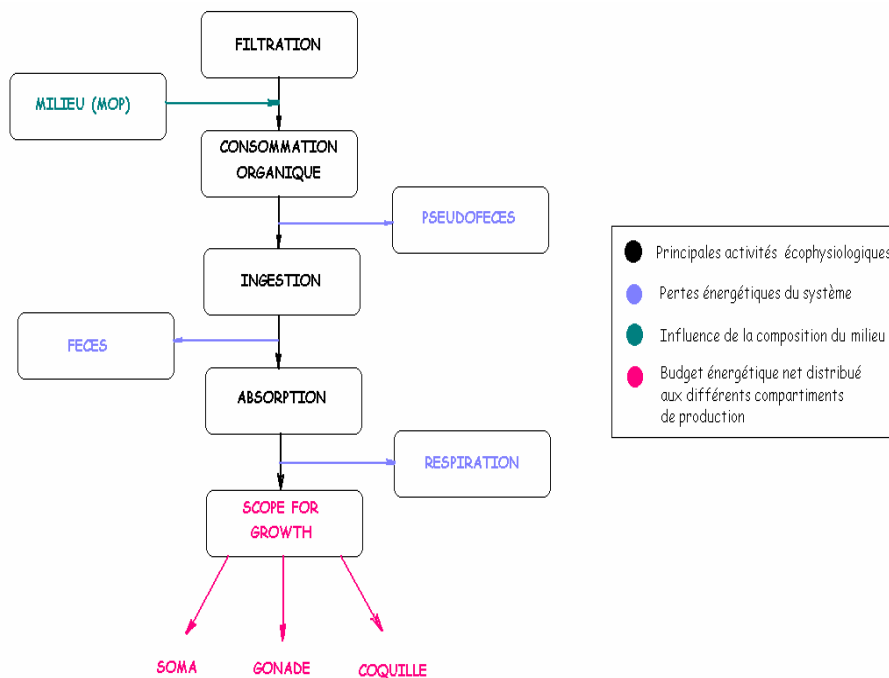 FILTRATION
MILIEU (MOP)
CONSOMMATION
ORGANIQUE
PSEUDOFECES
INGESTION
FECES
ABSORPTION
RESPIRATION
SCOPE FOR
GROWTH
SOMA
GONADE
COQUILLE
Principales activités écophysiologiques
Pertes énergétiques du système
Influence de la composition du milieu
Budget énergétique net distribué
aux différents compartiments
de production